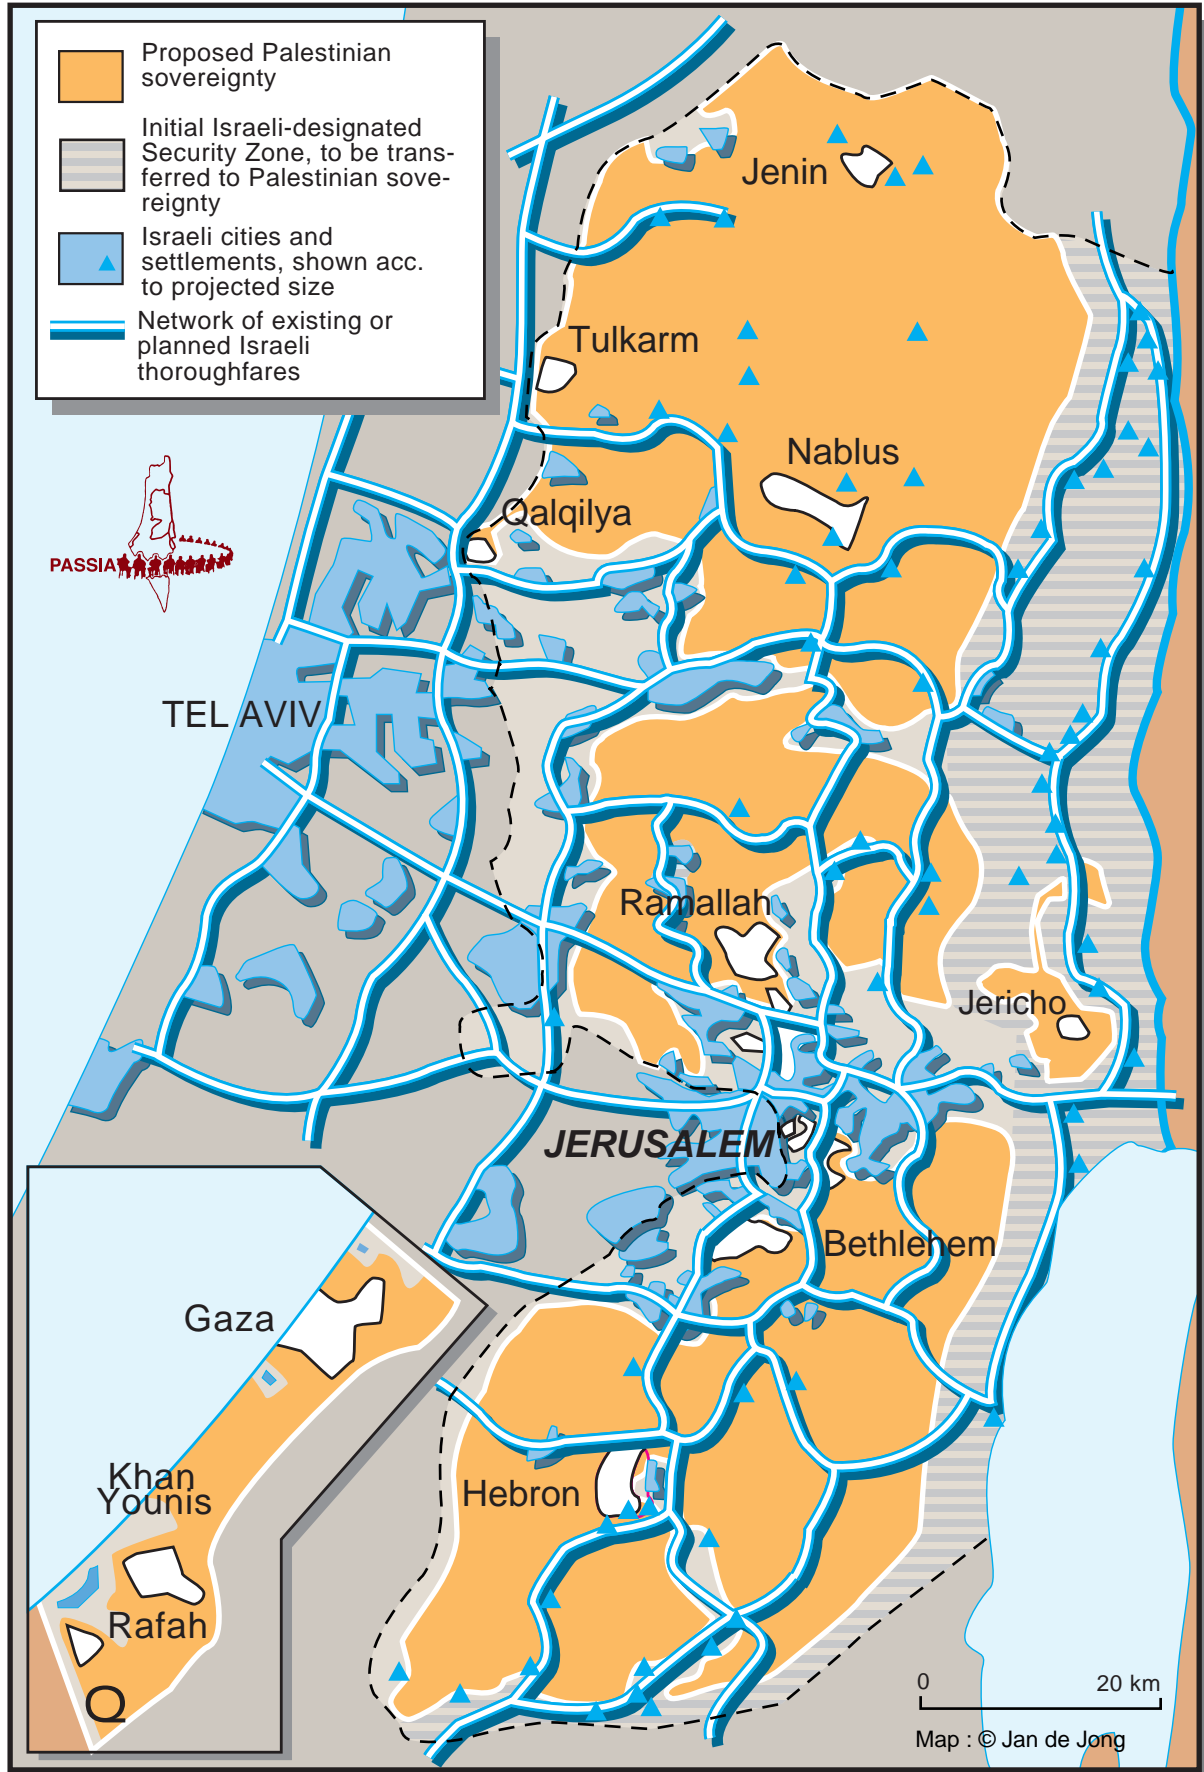 Proposed Palestinian
sovereignty
Initial Israeli-designated
Security Zone, to be trans-
ferred to Palestinian sove-
reignty
Israeli cities and
settlements, shown acc.
to projected size
Network of existing or
planned Israeli
thoroughfares
Jenin
Tulkarm
Nablus
Qalqilya
PASSIA
TEL AVIV
Ramallah
Jericho
JERUSALEM
Bethlehem
Gaza
Khan
Younis
Hebron
Rafah
Q
0 20 km
Map : © Jan de Jong